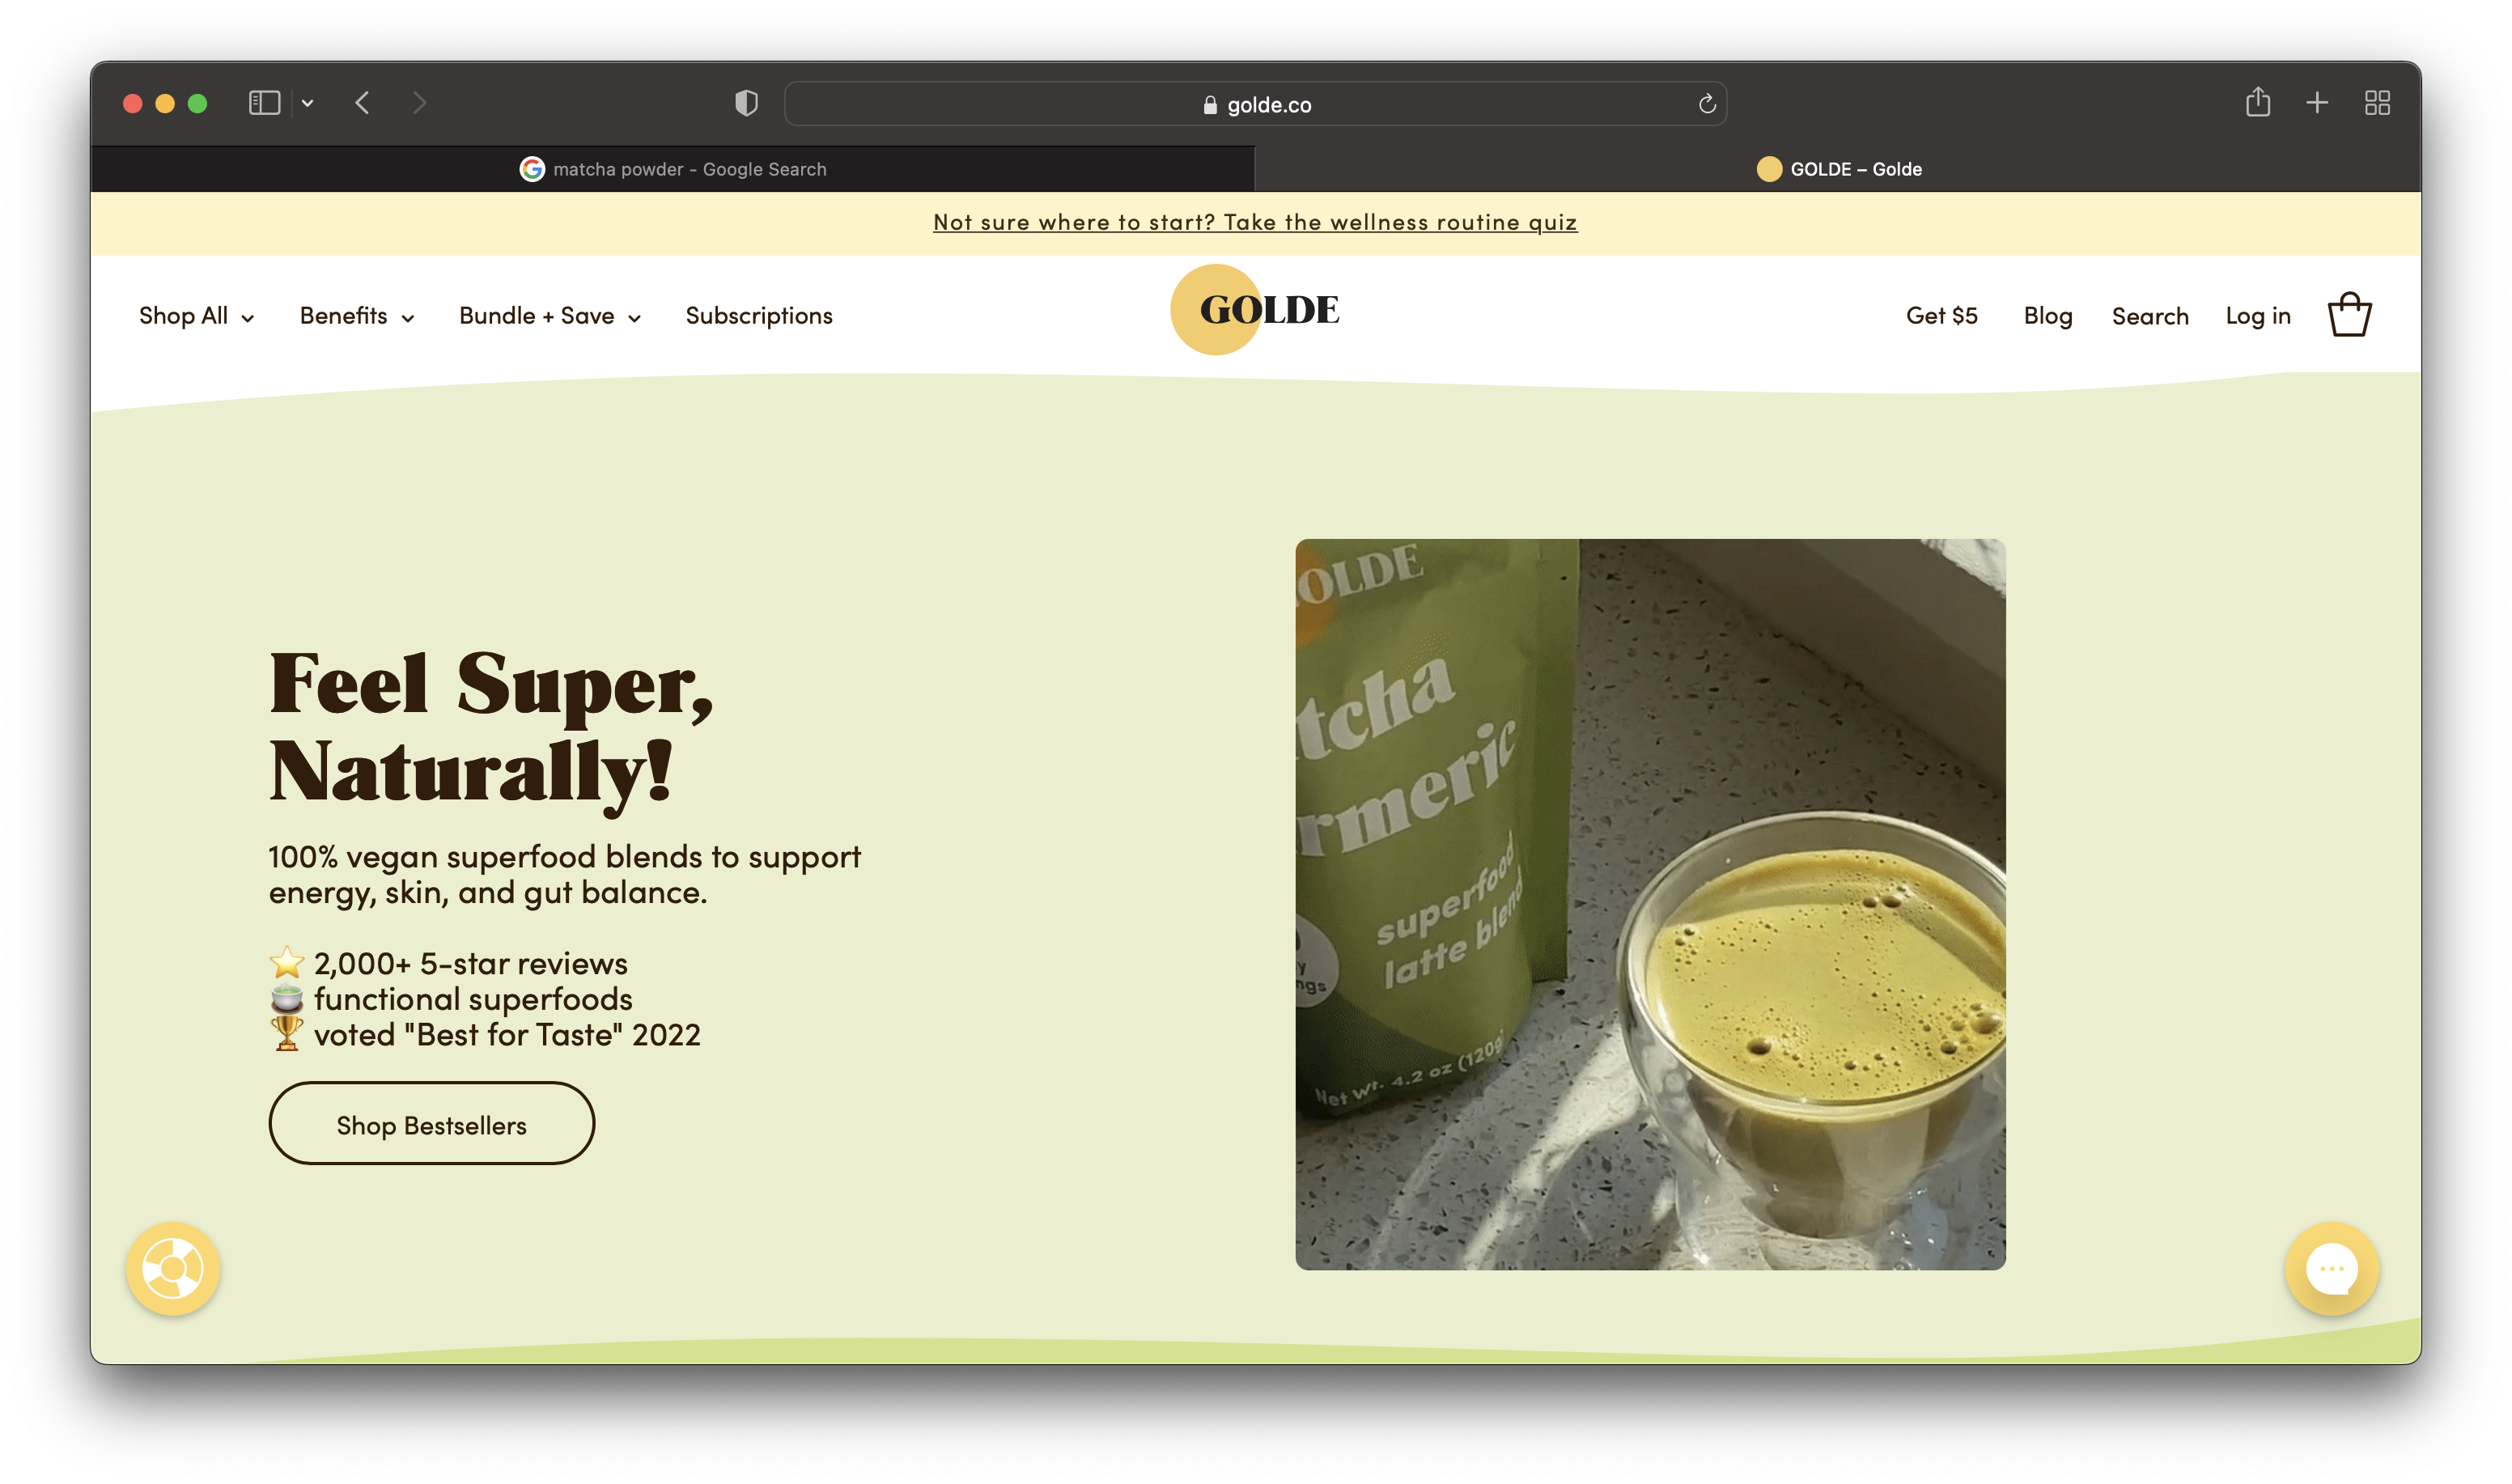 golde.co
matcha powder - Google Search
GOLDE – Golde
Not sure where to start? Take the wellness routine quiz
Shop All
Benefits
Bundle + Save
Subscriptions
GOLDE
Get $5
Blog
Search
Log in
Feel Super,
Naturally!
100% vegan superfood blends to support
energy, skin, and gut balance.
⭐ 2,000+ 5-star reviews
🍵 functional superfoods
🏆 voted "Best for Taste" 2022
Shop Bestsellers
OLDE
tcha
rmeric
superfood
latte blend
Net wt. 4.2 oz (120g)